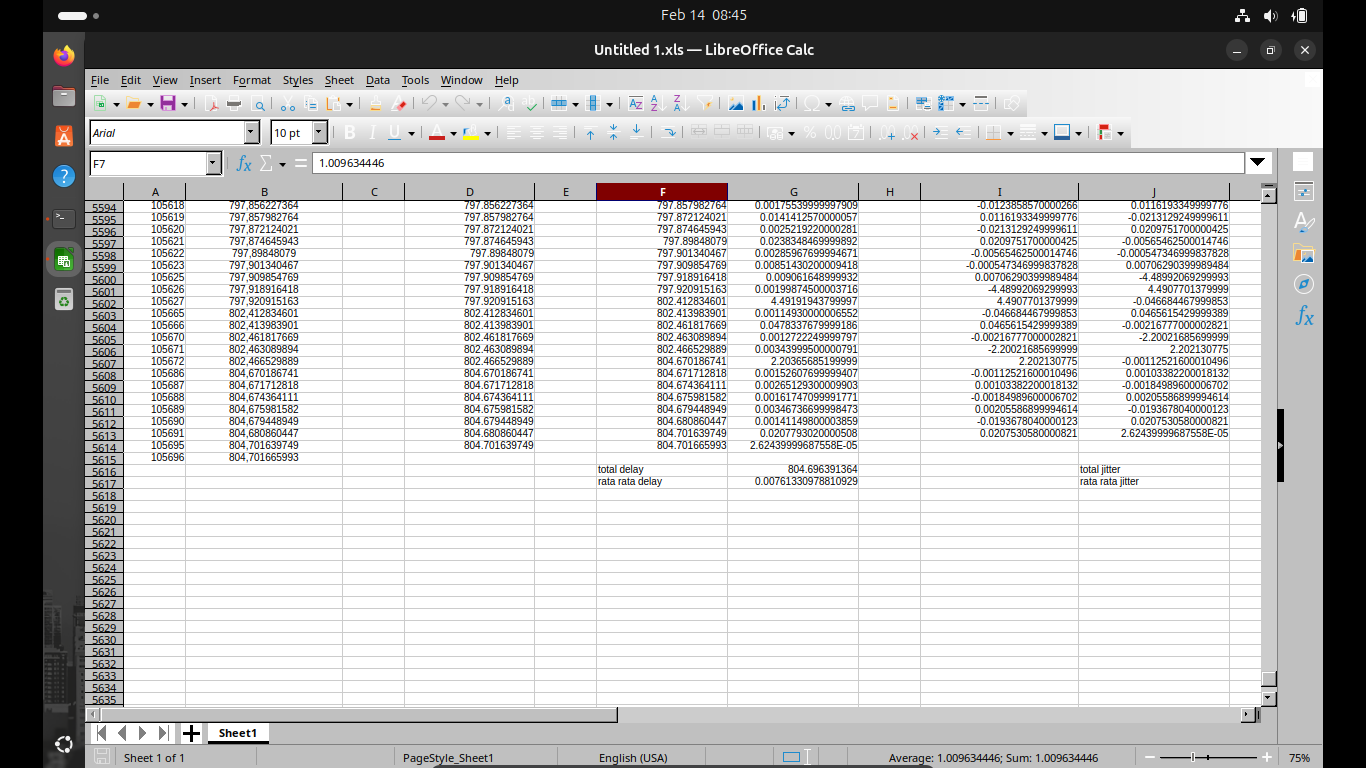 Feb 14 08:45
Untitled 1.xls — LibreOffice Calc
File Edit View Insert Format Styles Sheet Data Tools Window Help
Arial 10 pt
F7 1.009634446
A B C D E F G H I J
5594 105618 797,856227364 797.856227364 797.857982764 0.00175539999997909 -0.0123858570000266 0.0116193349999776
5595 105619 797,857982764 797.857982764 797.872124021 0.0141412570000057 0.0116193349999776 -0.0213129249999611
5596 105620 797,872124021 797.872124021 797.874645943 0.0025219220000281 -0.0213129249999611 0.0209751700000425
5597 105621 797,874645943 797.874645943 797.89848079 0.0238348469999892 0.0209751700000425 -0.00565462500014746
5598 105622 797,89848079 797.89848079 797.901340467 0.00285967699994671 -0.00565462500014746 -0.000547346999837828
5599 105623 797,901340467 797.901340467 797.909854769 0.00851430200009418 -0.000547346999837828 0.00706290399989484
5600 105625 797,909854769 797.909854769 797.918916418 0.009061648999932 0.00706290399989484 -4.48992069299993
5601 105626 797,918916418 797.918916418 797.920915163 0.00199874500003716 -4.48992069299993 4.4907701379999
5602 105627 797,920915163 797.920915163 802.412834601 4.49191943799997 4.4907701379999 -0.046684467999853
5603 105665 802,412834601 802.412834601 802.413983901 0.00114930000006552 -0.046684467999853 0.0465615429999389
5604 105666 802,413983901 802.413983901 802.461817669 0.0478337679999186 0.0465615429999389 -0.00216777000002821
5605 105670 802,461817669 802.461817669 802.463089894 0.0012722249999797 -0.00216777000002821 -2.20021685699999
5606 105671 802,463089894 802.463089894 802.466529889 0.00343999500000791 -2.20021685699999 2.202130775
5607 105672 802,466529889 802.466529889 804.670186741 2.20365685199999 2.202130775 -0.00112521600010496
5608 105686 804,670186741 804.670186741 804.671712818 0.00152607699999407 -0.00112521600010496 0.00103382200018132
5609 105687 804,671712818 804.671712818 804.674364111 0.00265129300009903 0.00103382200018132 -0.00184989600006702
5610 105688 804,674364111 804.674364111 804.675981582 0.00161747099991771 -0.00184989600006702 0.00205586899994614
5611 105689 804,675981582 804.675981582 804.679448949 0.00346736699998473 0.00205586899994614 -0.0193678040000123
5612 105690 804,679448949 804.679448949 804.680860447 0.00141149800003859 -0.0193678040000123 0.0207530580000821
5613 105691 804,680860447 804.680860447 804.701639749 0.0207793020000508 0.0207530580000821 2.62439999687558E-05
5614 105695 804,701639749 804.701639749 804.701665993 2.62439999687558E-05
5615 105696 804,701665993
5616 total delay 804.696391364 total jitter
5617 rata rata delay 0.00761330978810929 rata rata jitter
5618
5619
5620
5621
5622
5623
5624
5625
5626
5627
5628
5629
5630
5631
5632
5633
5634
5635
Sheet1
Sheet 1 of 1 PageStyle_Sheet1 English (USA) Average: 1.009634446; Sum: 1.009634446 75%